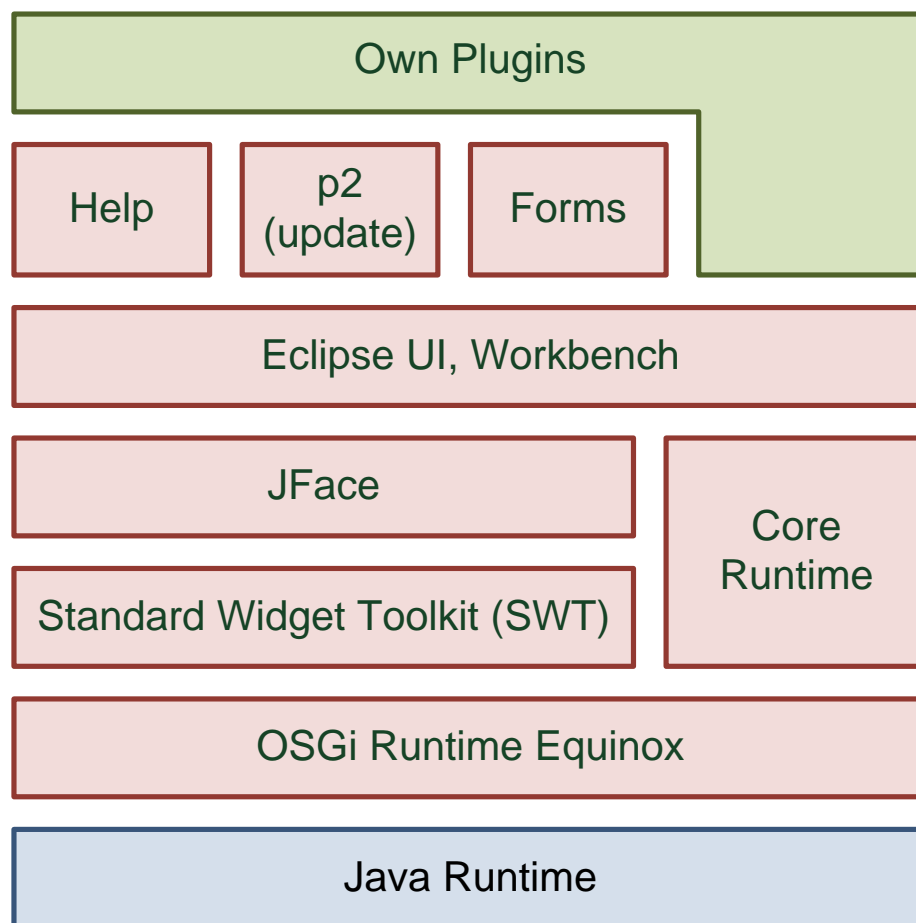 Own Plugins
Help
p2
(update)
Forms
Eclipse UI, Workbench
JFace
Core
Runtime
Standard Widget Toolkit (SWT)
OSGi Runtime Equinox
Java Runtime